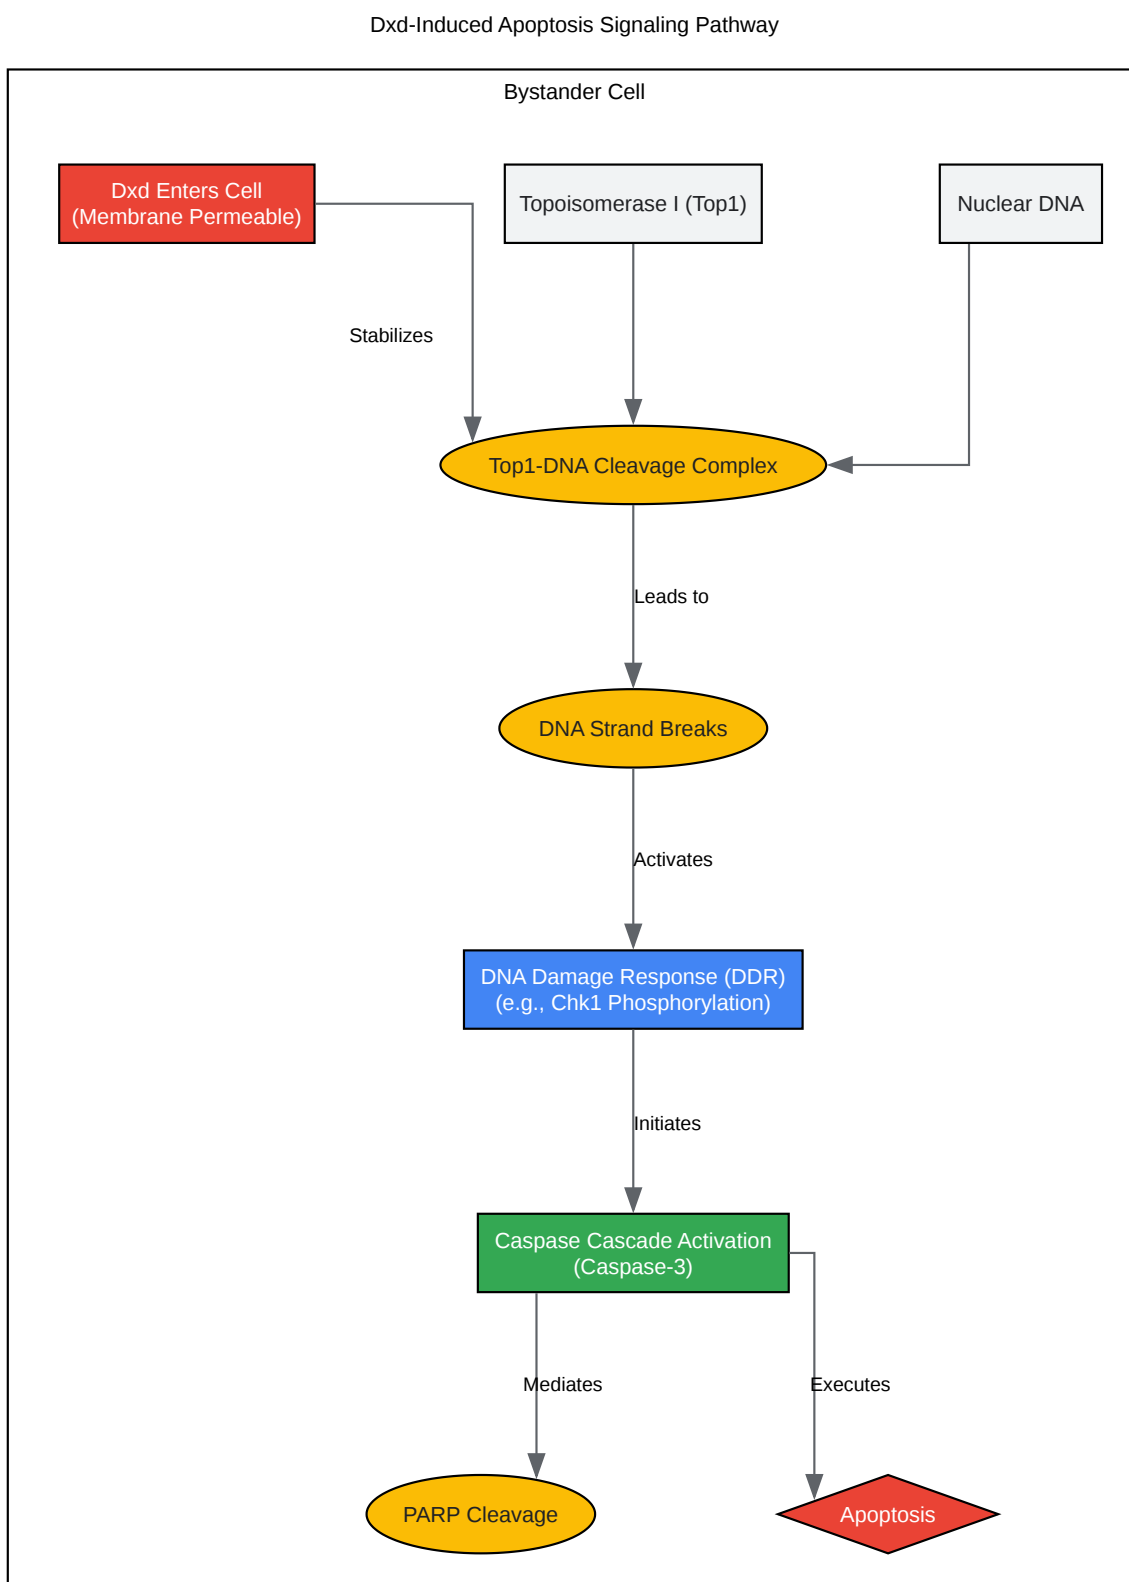 Dxd-Induced Apoptosis Signaling Pathway
Bystander Cell
Dxd Enters Cell
(Membrane Permeable)
Topoisomerase I (Top1)
Nuclear DNA
Stabilizes
Top1-DNA Cleavage Complex
Leads to
DNA Strand Breaks
Activates
DNA Damage Response (DDR)
(e.g., Chk1 Phosphorylation)
Initiates
Caspase Cascade Activation
(Caspase-3)
Mediates
Executes
PARP Cleavage
Apoptosis